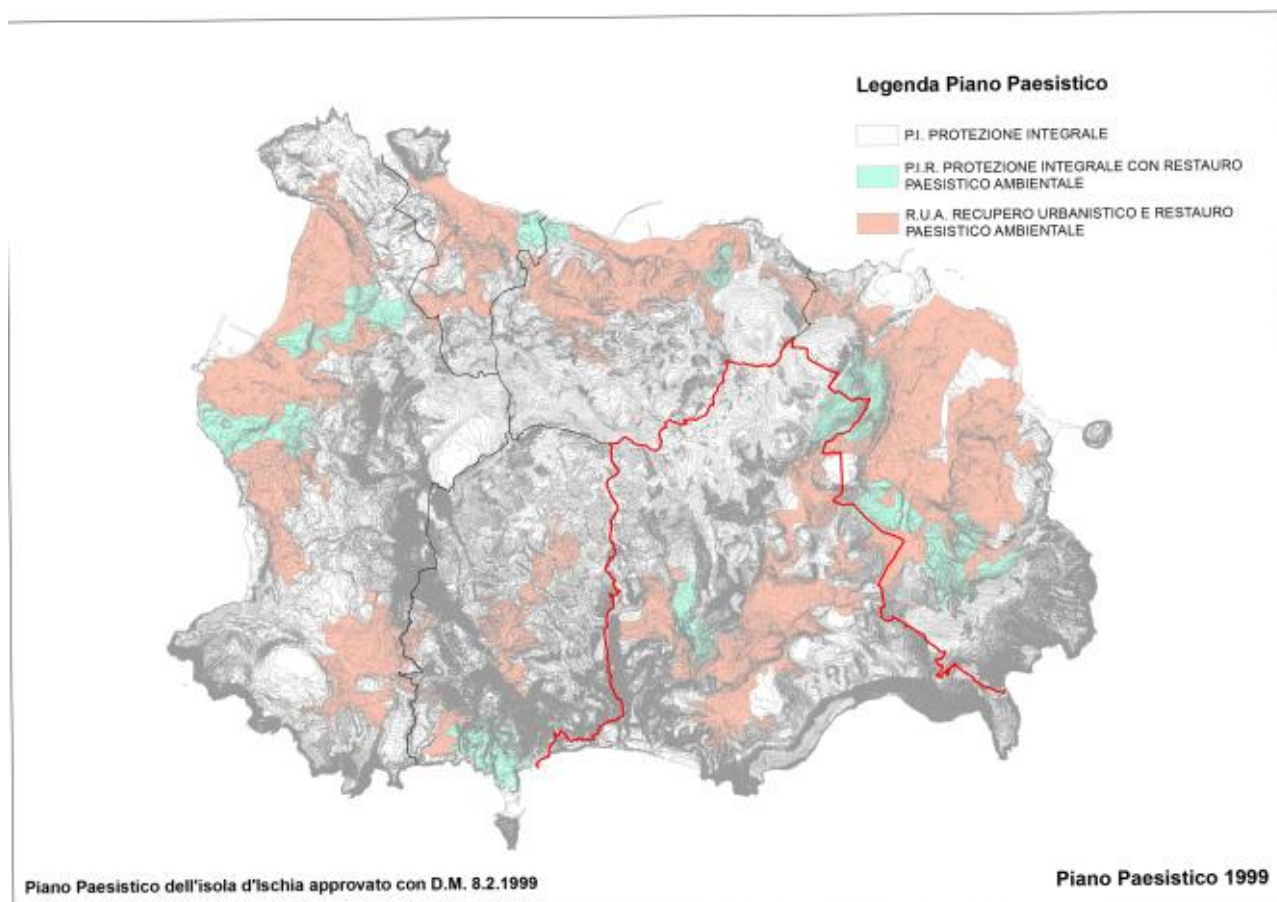 Legenda Piano Paesistico
P.I. PROTEZIONE INTEGRALE
P.I.R. PROTEZIONE INTEGRALE CON RESTAURO
PAESISTICO AMBIENTALE
R.U.A. RECUPERO URBANISTICO E RESTAURO
PAESISTICO AMBIENTALE
Piano Paesistico dell'isola d'Ischia approvato con D.M. 8.2.1999
Piano Paesistico 1999